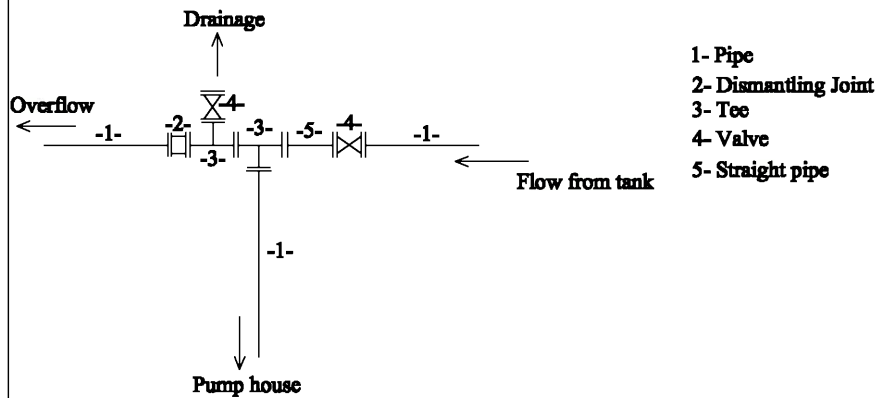 Drainage
1- Pipe
2- Dismantling Joint
3- Tee
4- Valve
5- Straight pipe
Overflow
-4-
-1-
-2-
-3-
-3-
-5-
-4-
-1-
Flow from tank
-1-
Pump house